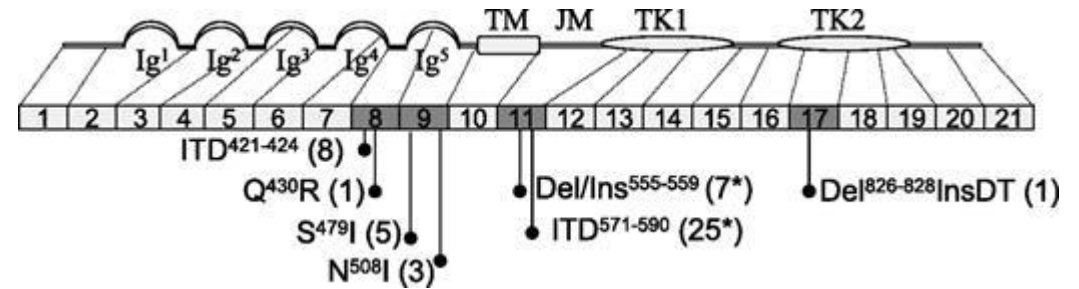 TM JM TK1 TK2
Ig¹ Ig² Ig³ Ig⁴ Ig⁵
1 2 3 4 5 6 7 8 9 10 11 12 13 14 15 16 17 18 19 20 21
ITD⁴²¹⁻⁴²⁴ (8)
Q⁴³⁰R (1) Del/Ins⁵⁵⁵⁻⁵⁵⁹ (7*) Del⁸²⁶⁻⁸²⁸InsDT (1)
S⁴⁷⁹I (5) ITD⁵⁷¹⁻⁵⁹⁰ (25*)
N⁵⁰⁸I (3)